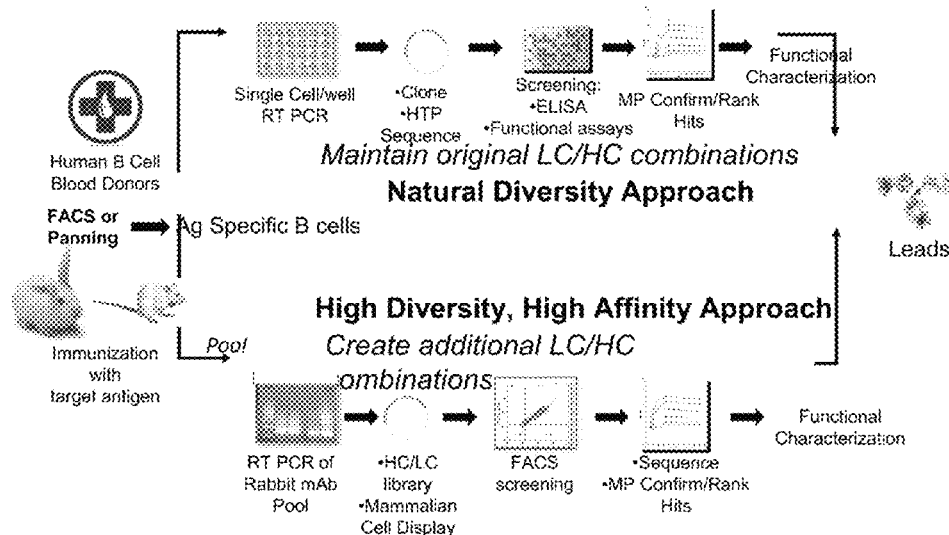 Human B Cell
Blood Donors
FACS or
Panning
Ag Specific B cells
Immunization
with
target antigen
Single Cell/well
RT PCR
•Clone
•HTP
Sequence
Screening:
•ELISA
•Functional assays
MP Confirm/Rank
Hits
Functional
Characterization
Maintain original LC/HC combinations
Natural Diversity Approach
Leads
High Diversity, High Affinity Approach
Pool
Create additional LC/HC
ombinations
RT PCR of
Rabbit mAb
Pool
•HC/LC
library
•Mammalian
Cell Display
FACS
screening
•Sequence
•MP Confirm/Rank
Hits
Functional
Characterization